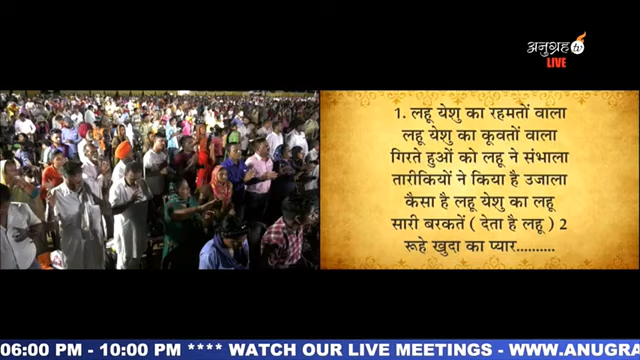 अनुग्रह tv
LIVE
1. लहू येशु का रहमतों वाला
लहू येशु का कूवतों वाला
गिरते हुओं को लहू ने संभाला
तारीकियों ने किया है उजाला
कैसा है लहू येशु का लहू
सारी बरकतें ( देता है लहू ) 2
रूहे खुदा का प्यार..........
06:00 PM - 10:00 PM **** WATCH OUR LIVE MEETINGS - WWW.ANUGRA